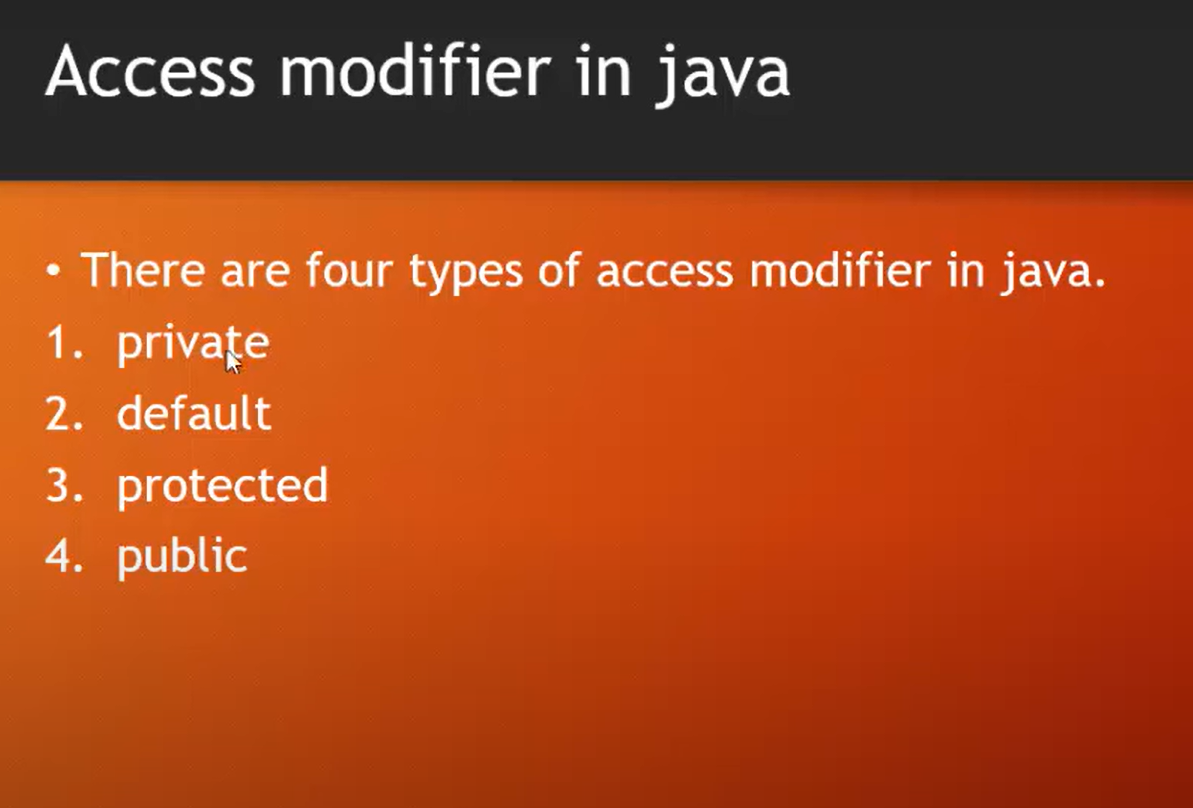 Access modifier in java
• There are four types of access modifier in java.
1. private
2. default
3. protected
4. public